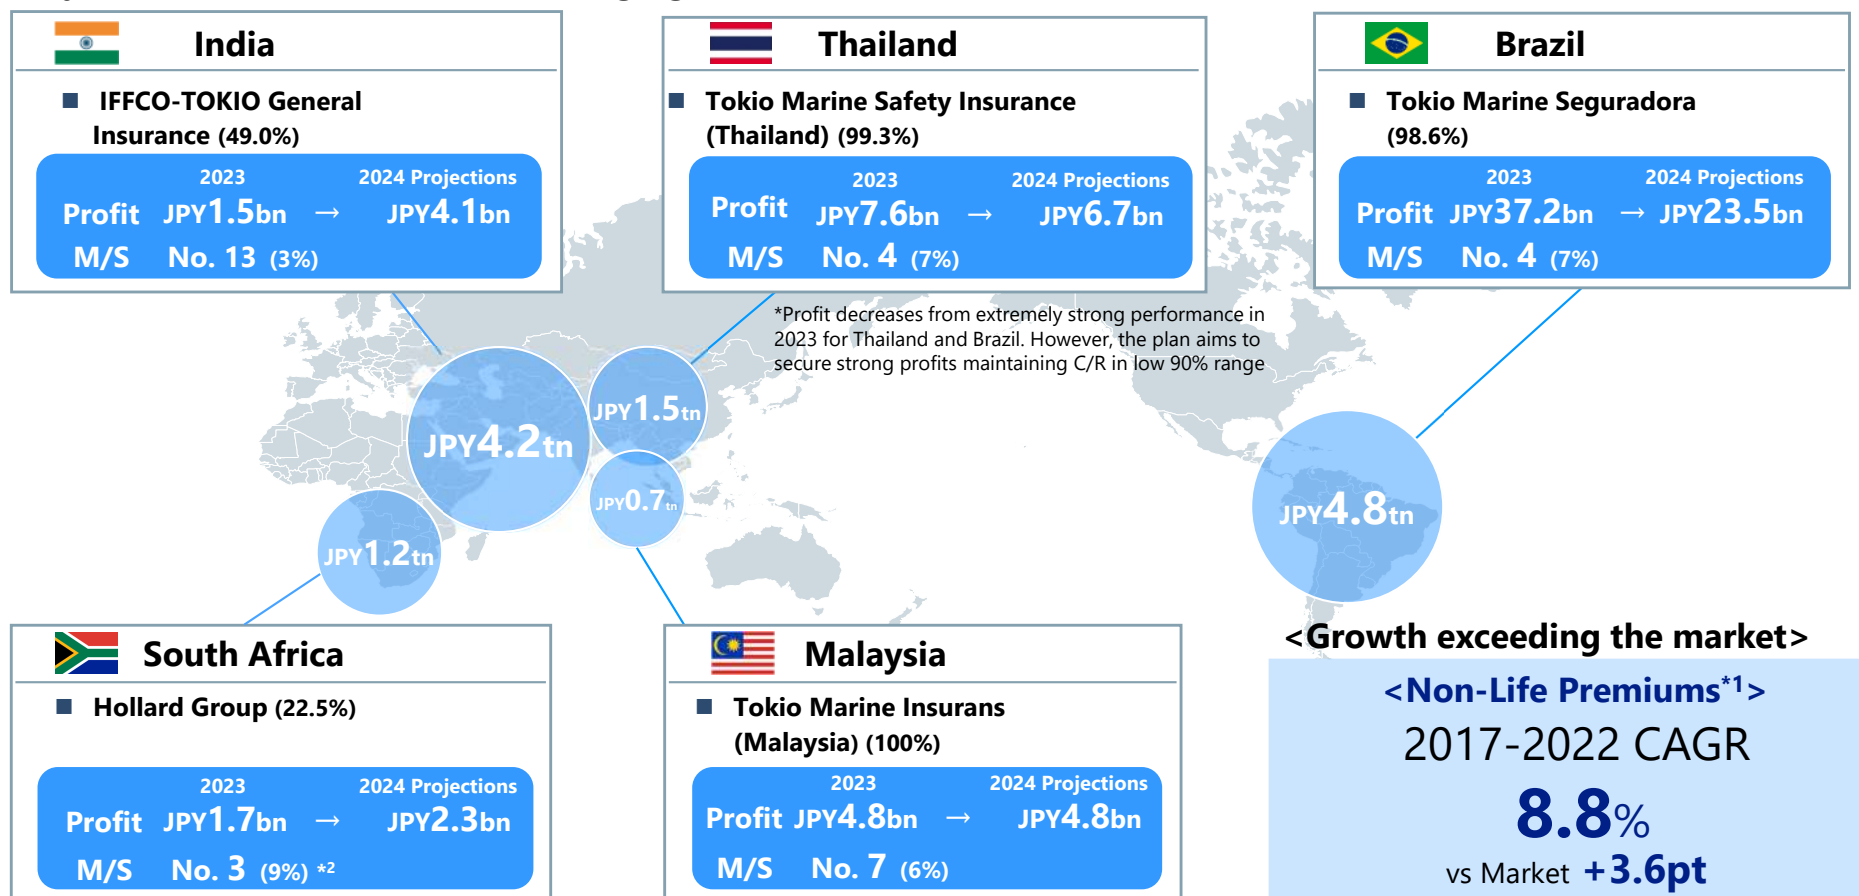 India
IFFCO-TOKIO General
Insurance (49.0%)
2023 2024 Projections
Profit JPY1.5bn → JPY4.1bn
M/S No. 13 (3%)
Thailand
Tokio Marine Safety Insurance
(Thailand) (99.3%)
2023 2024 Projections
Profit JPY7.6bn → JPY6.7bn
M/S No. 4 (7%)
Brazil
Tokio Marine Seguradora
(98.6%)
2023 2024 Projections
Profit JPY37.2bn → JPY23.5bn
M/S No. 4 (7%)
*Profit decreases from extremely strong performance in
2023 for Thailand and Brazil. However, the plan aims to
secure strong profits maintaining C/R in low 90% range
JPY4.2tn
JPY1.5tn
JPY0.7tn
JPY1.2tn
JPY4.8tn
South Africa
Hollard Group (22.5%)
2023 2024 Projections
Profit JPY1.7bn → JPY2.3bn
M/S No. 3 (9%) *2
Malaysia
Tokio Marine Insurans
(Malaysia) (100%)
2023 2024 Projections
Profit JPY4.8bn → JPY4.8bn
M/S No. 7 (6%)
<Growth exceeding the market>
<Non-Life Premiums*1>
2017-2022 CAGR
8.8%
vs Market +3.6pt